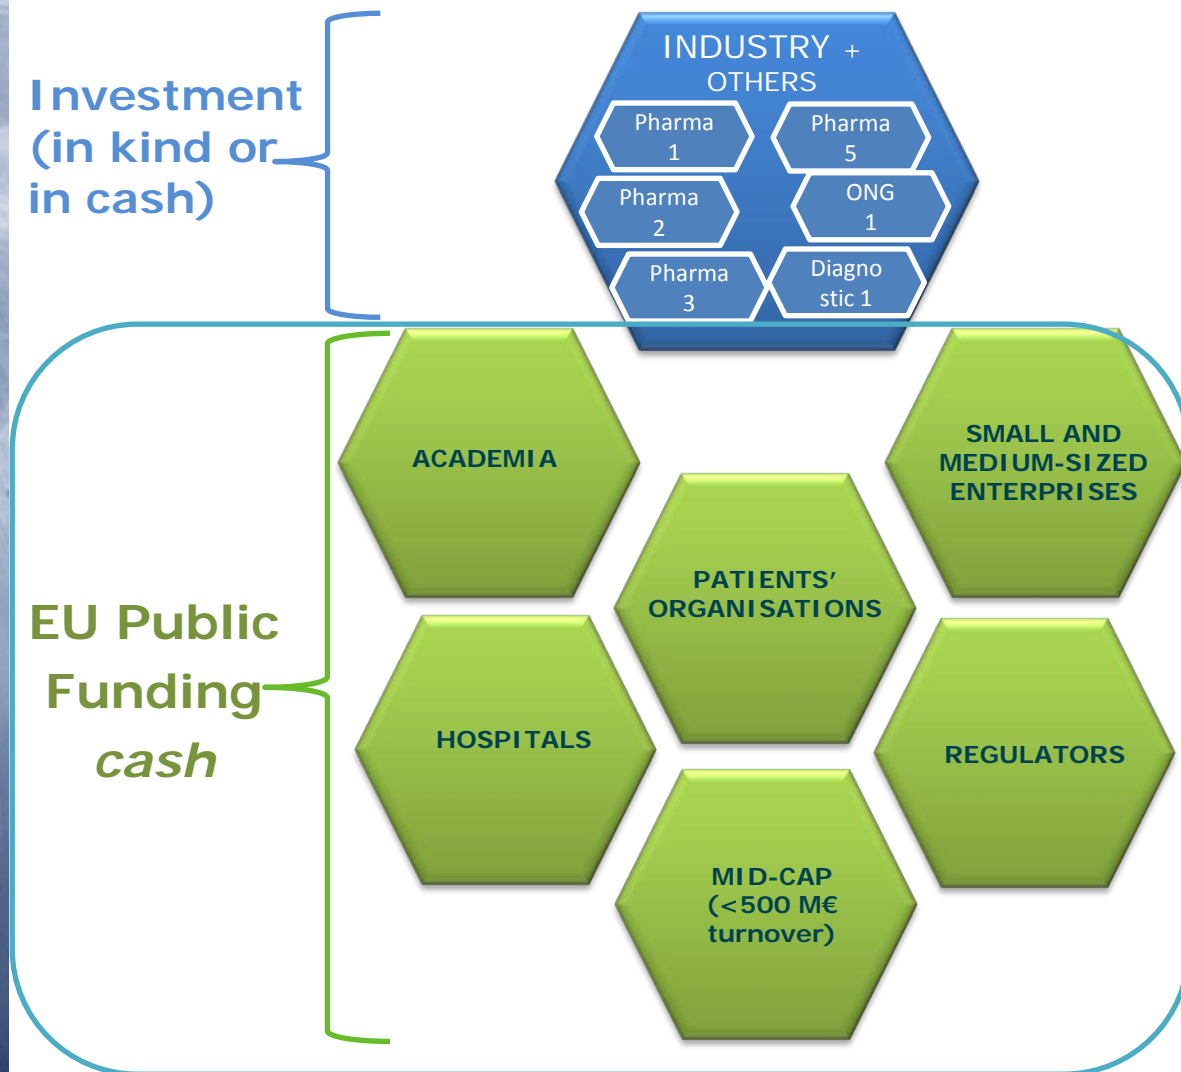 Investment
(in kind or
in cash)
INDUSTRY +
OTHERS
Pharma
1
Pharma
5
Pharma
2
ONG
1
Pharma
3
Diagno
stic 1
EU Public
Funding
cash
ACADEMIA
SMALL AND
MEDIUM-SIZED
ENTERPRISES
PATIENTS’
ORGANISATIONS
HOSPITALS
REGULATORS
MID-CAP
(<500 M€
turnover)